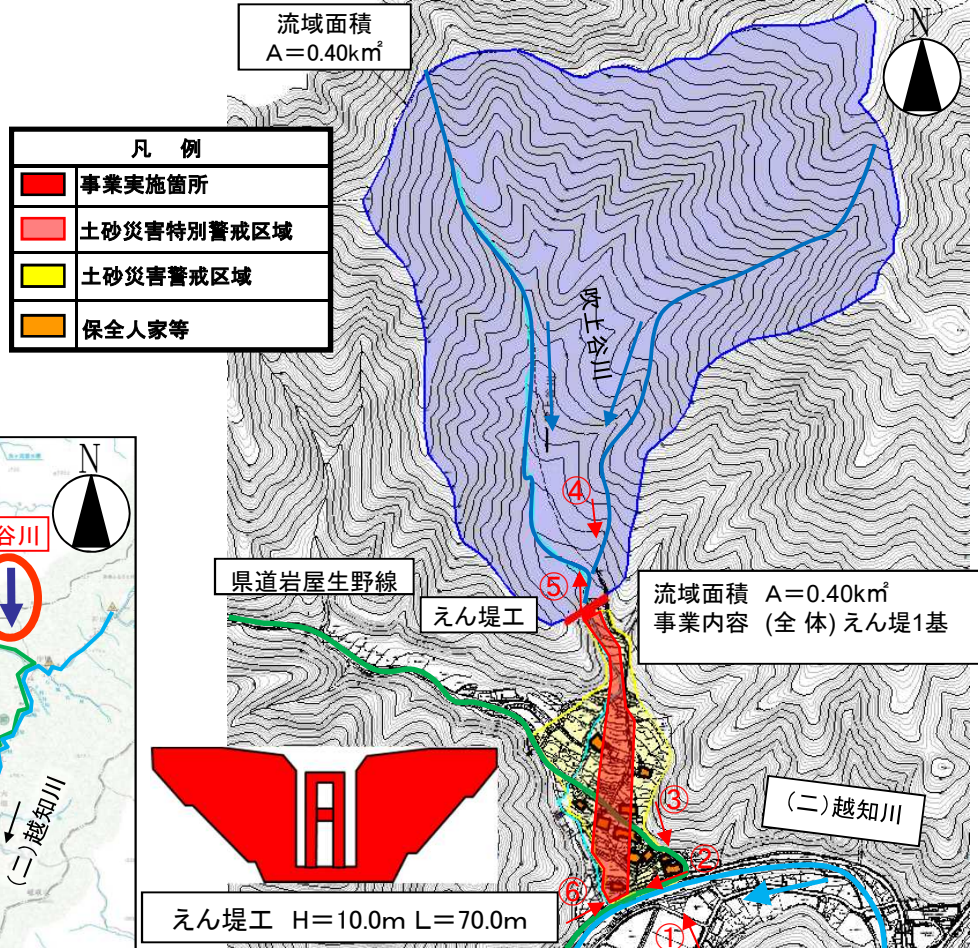 流域面積
A＝0.40k㎡
N
凡 例
事業実施箇所
土砂災害特別警戒区域
土砂災害警戒区域
保全人家等
吹上谷川
④
N
谷川
県道岩屋生野線
⑤
えん堤工
流域面積 A＝0.40k㎡
事業内容 (全 体) えん堤1基
(二)越知川
③
(二)越知川
②
⑥
えん堤工 H＝10.0m L＝70.0m
①